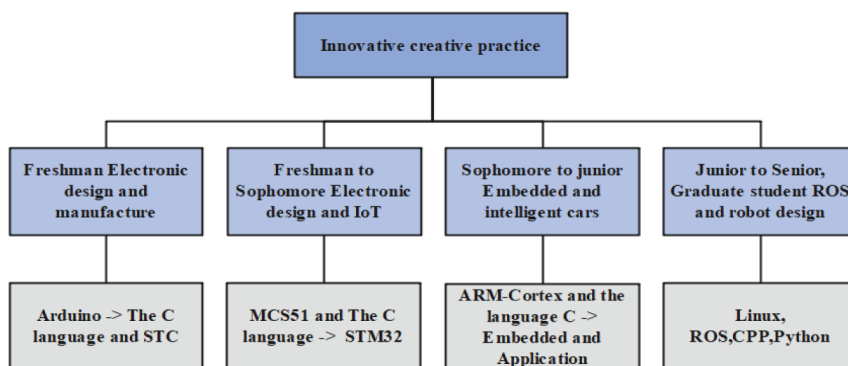 Innovative creative practice
Freshman Electronic
design and
manufacture
Freshman to
Sophomore Electronic
design and IoT
Sophomore to junior
Embedded and
intelligent cars
Junior to Senior,
Graduate student ROS
and robot design
Arduino -> The C
language and STC
MCS51 and The C
language -> STM32
ARM-Cortex and the
language C ->
Embedded and
Application
Linux,
ROS,CPP,Python